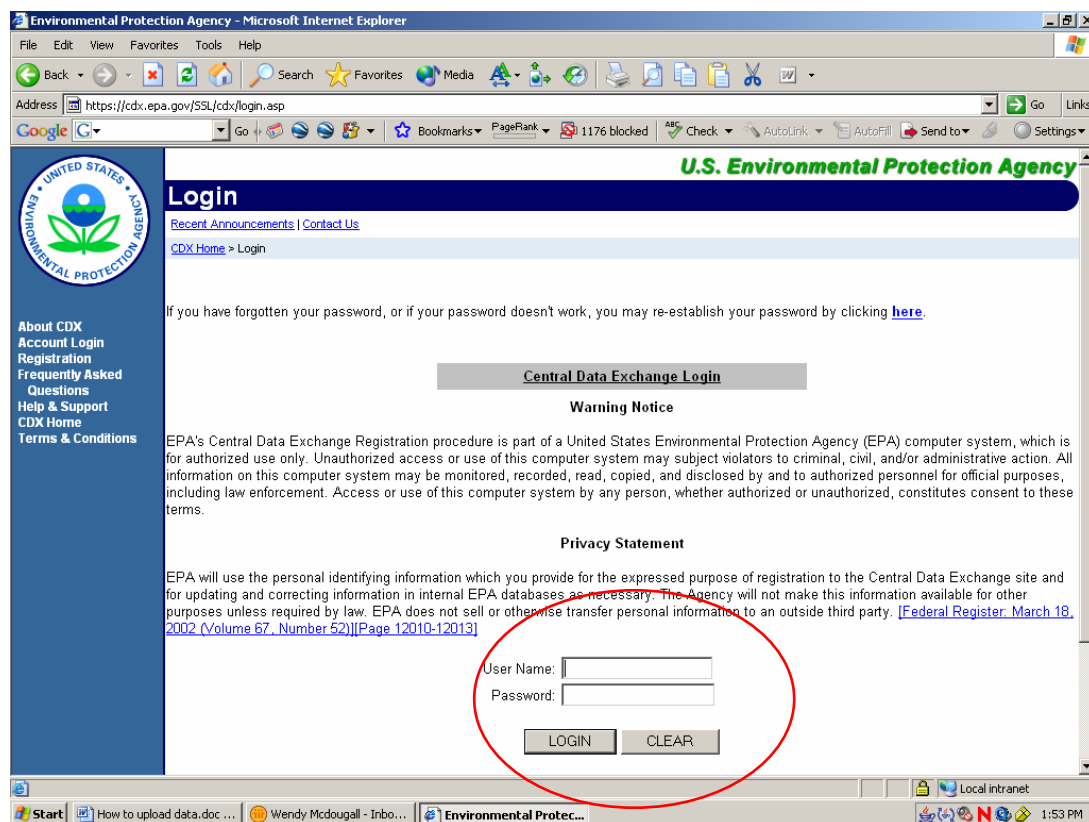 Environmental Protection Agency - Microsoft Internet Explorer
File Edit View Favorites Tools Help
Back Search Favorites Media W
Address https://cdx.epa.gov/SSL/cdx/login.asp Go Links
Google G Go Bookmarks PageRank 1176 blocked ABC Check AutoLink AutoFill Send to Settings
UNITED STATES ENVIRONMENTAL PROTECTION AGENCY
U.S. Environmental Protection Agency
Login
Recent Announcements | Contact Us
CDX Home > Login
About CDX
Account Login
Registration
Frequently Asked
Questions
Help & Support
CDX Home
Terms & Conditions
If you have forgotten your password, or if your password doesn't work, you may re-establish your password by clicking here.
Central Data Exchange Login
Warning Notice
EPA's Central Data Exchange Registration procedure is part of a United States Environmental Protection Agency (EPA) computer system, which is
for authorized use only. Unauthorized access or use of this computer system may subject violators to criminal, civil, and/or administrative action. All
information on this computer system may be monitored, recorded, read, copied, and disclosed by and to authorized personnel for official purposes,
including law enforcement. Access or use of this computer system by any person, whether authorized or unauthorized, constitutes consent to these
terms.
Privacy Statement
EPA will use the personal identifying information which you provide for the expressed purpose of registration to the Central Data Exchange site and
for updating and correcting information in internal EPA databases as necessary. The Agency will not make this information available for other
purposes unless required by law. EPA does not sell or otherwise transfer personal information to an outside third party. [Federal Register: March 18,
2002 (Volume 67, Number 52)][Page 12010-12013]
User Name:
Password:
LOGIN CLEAR
Local intranet
Start How to upload data.doc ... Wendy Mcdougall - Inbo... Environmental Protec... N 1:53 PM